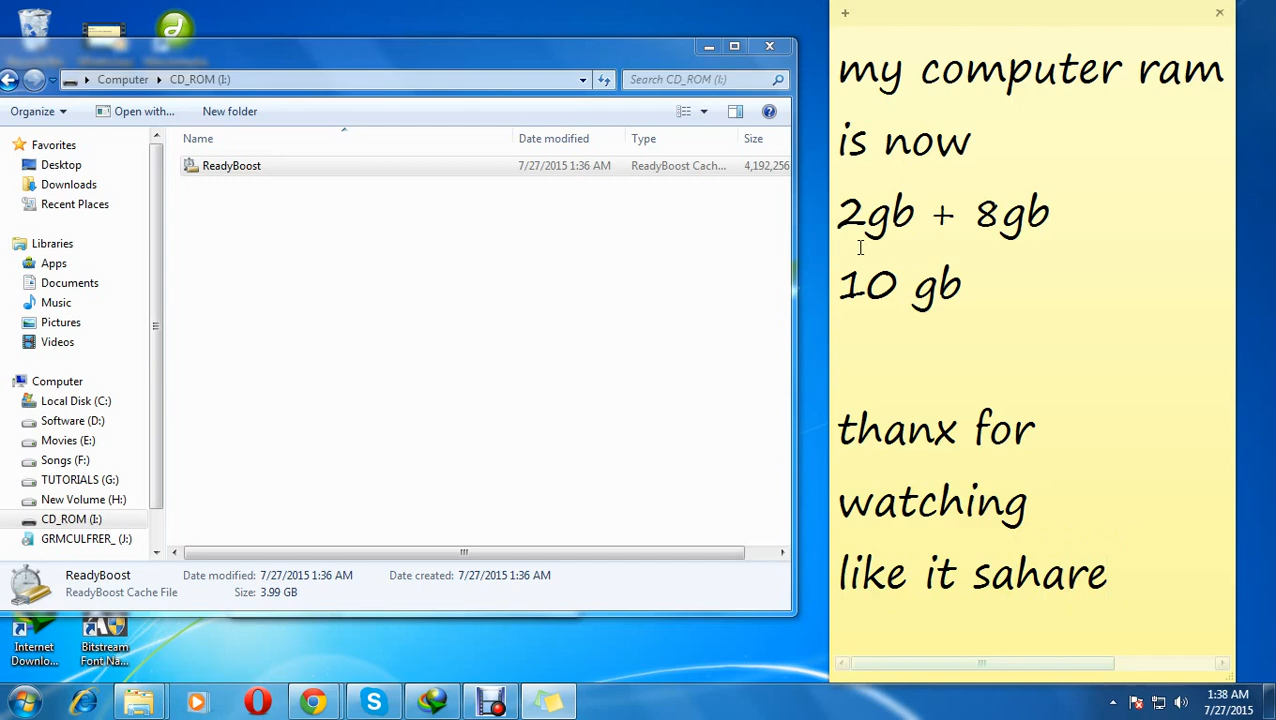 Computer
CD_ROM (I:)
Search CD_ROM (I:)
Organize
Open with...
New folder
Name
Date modified
Type
Size
ReadyBoost
7/27/2015 1:36 AM
ReadyBoost Cach...
4,192,256
Favorites
Desktop
Downloads
Recent Places
Libraries
Apps
Documents
Music
Pictures
Videos
Computer
Local Disk (C:)
Software (D:)
Movies (E:)
Songs (F:)
TUTORIALS (G:)
New Volume (H:)
CD_ROM (I:)
GRMCULFRER_ (J:)
ReadyBoost
Date modified: 7/27/2015 1:36 AM
Date created: 7/27/2015 1:36 AM
ReadyBoost Cache File
Size: 3.99 GB
my computer ram
is now
2gb + 8gb
10 gb
thanx for
watching
like it sahare
Internet
Downlo...
Bitstream
Font Na...
1:38 AM
7/27/2015